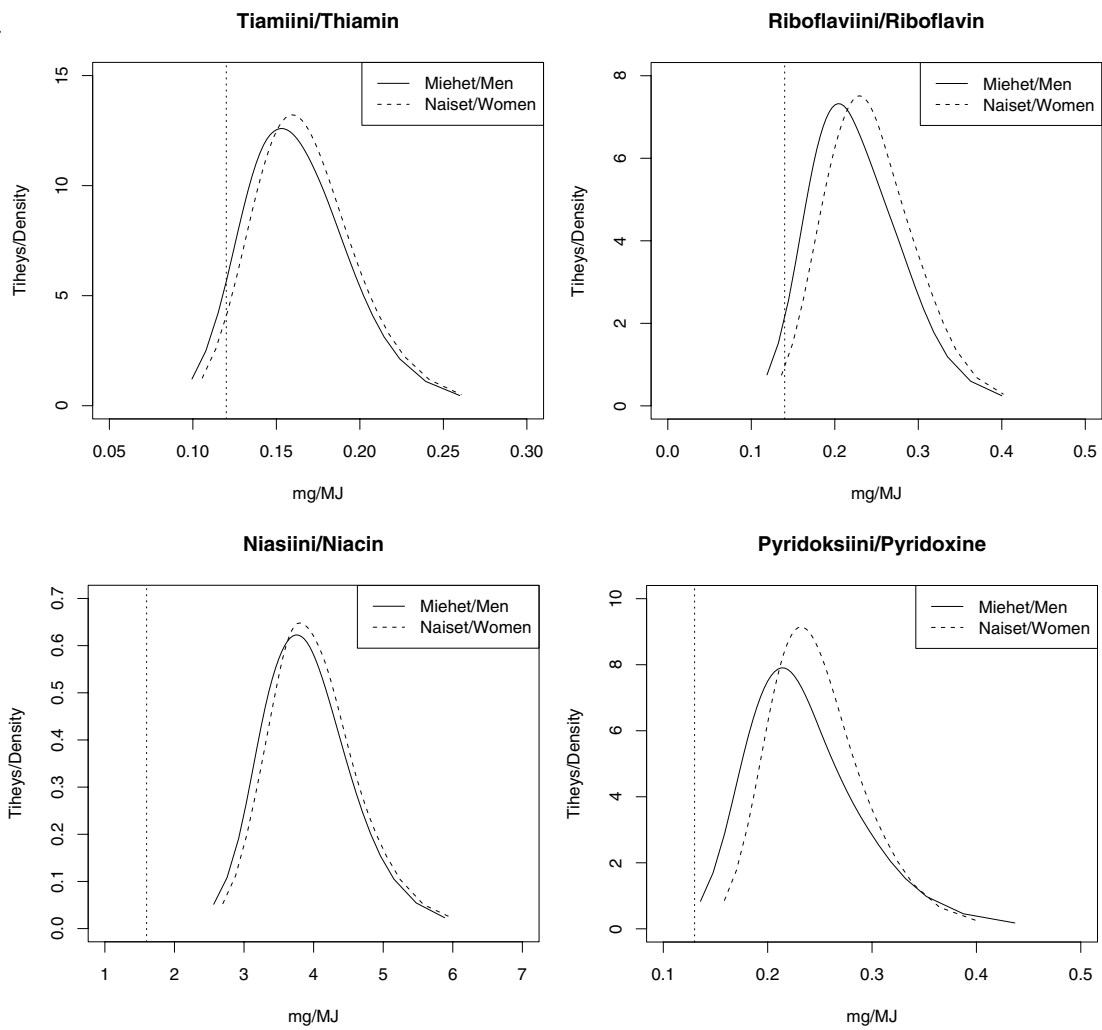 Tiamiini/Thiamin
Miehet/Men
Naiset/Women
Tiheys/Density
15
10
5
0
0.05 0.10 0.15 0.20 0.25 0.30
mg/MJ
Riboflaviini/Riboflavin
Miehet/Men
Naiset/Women
Tiheys/Density
8
6
4
2
0
0.0 0.1 0.2 0.3 0.4 0.5
mg/MJ
Niasiini/Niacin
Miehet/Men
Naiset/Women
Tiheys/Density
0.7
0.6
0.5
0.4
0.3
0.2
0.1
0.0
1 2 3 4 5 6 7
mg/MJ
Pyridoksiini/Pyridoxine
Miehet/Men
Naiset/Women
Tiheys/Density
10
8
6
4
2
0
0.1 0.2 0.3 0.4 0.5
mg/MJ